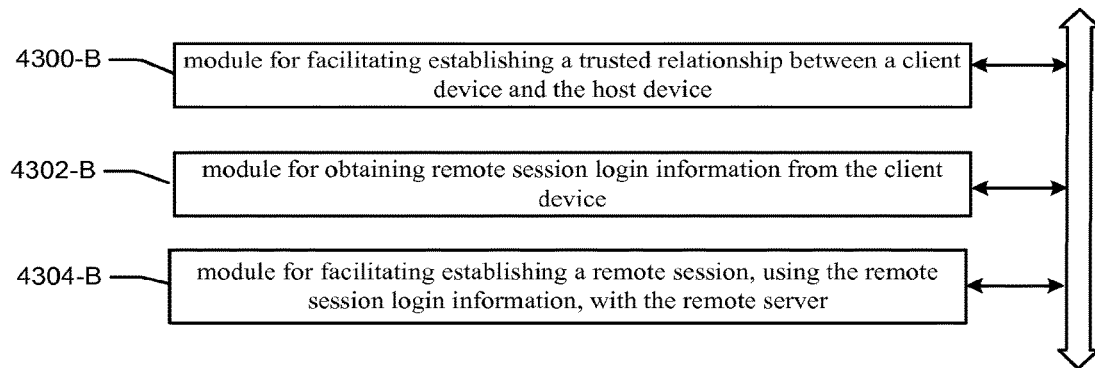 4300-B
module for facilitating establishing a trusted relationship between a client
device and the host device
4302-B
module for obtaining remote session login information from the client
device
4304-B
module for facilitating establishing a remote session, using the remote
session login information, with the remote server